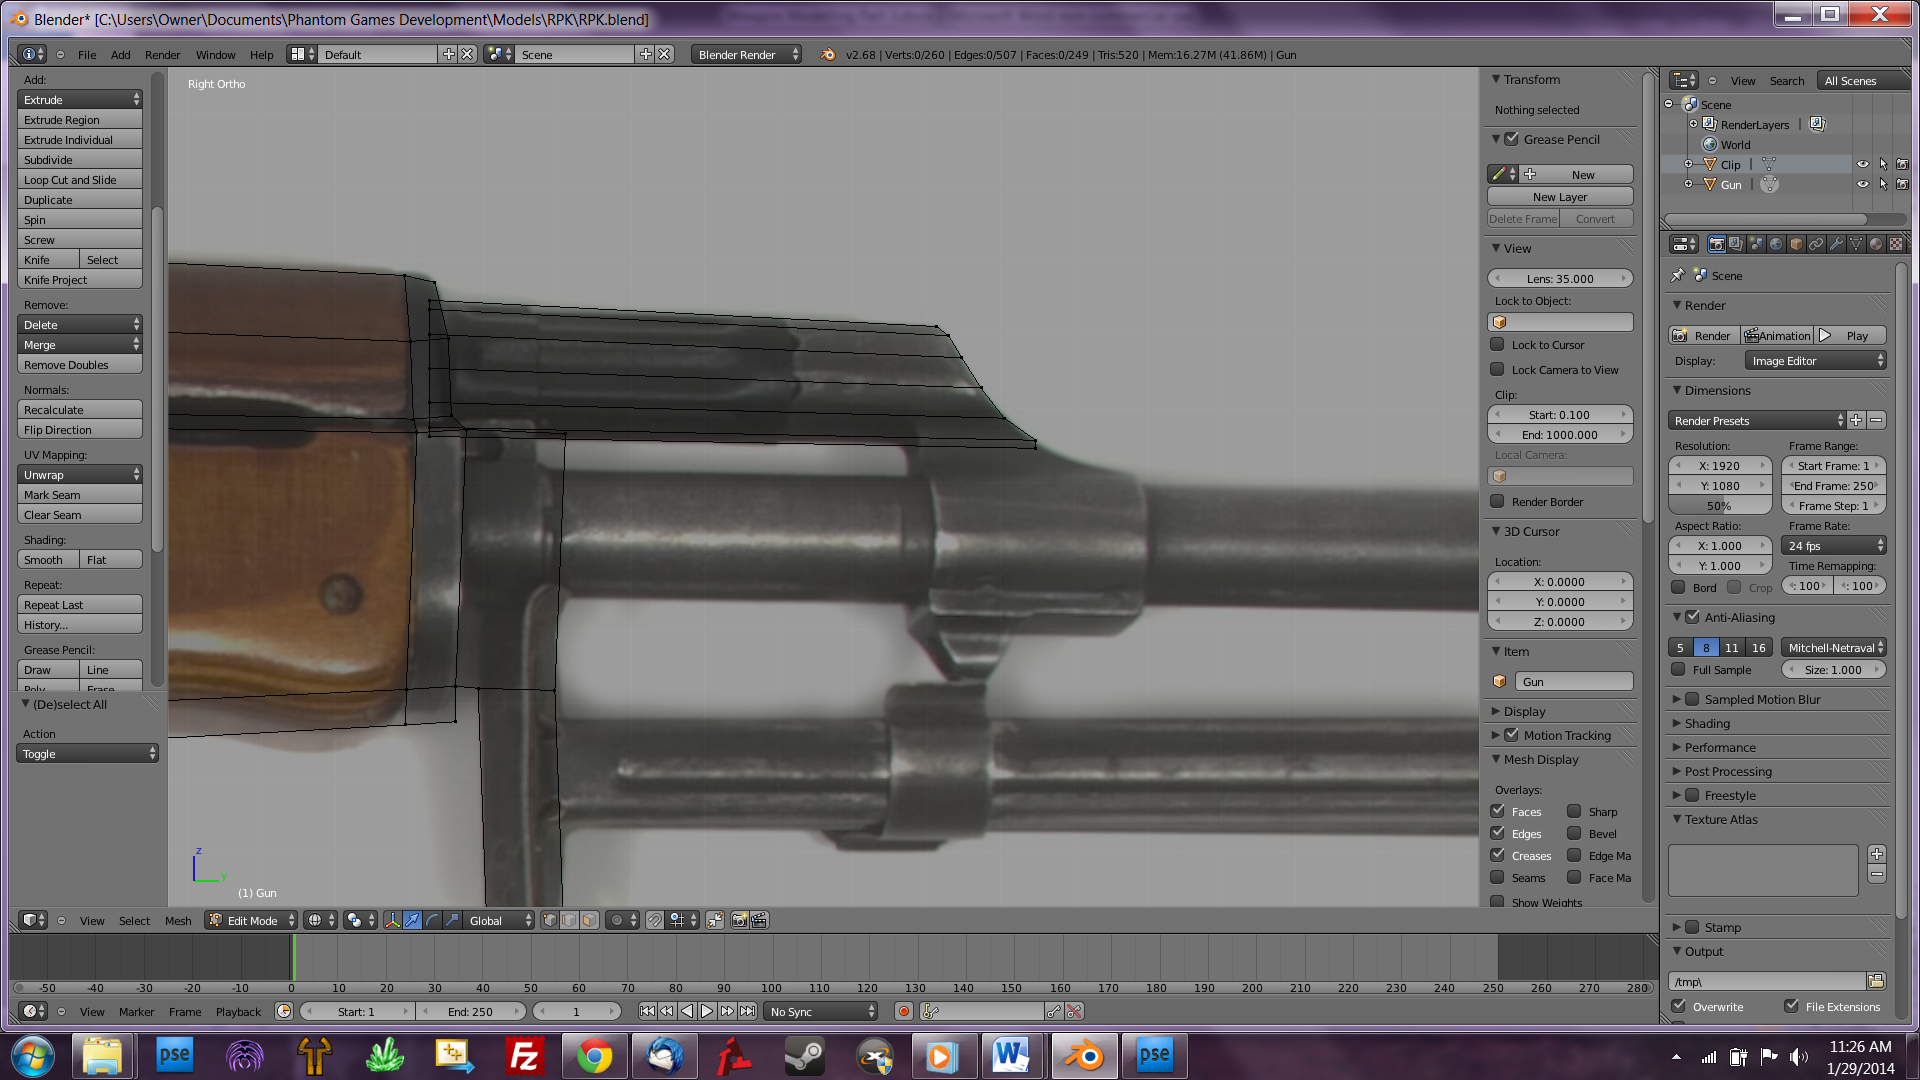 Blender* [C:\Users\Owner\Documents\Phantom Games Development\Models\RPK\RPK.blend]
File Add Render Window Help Default Scene Blender Render v2.68 | Verts:0/260 | Edges:0/507 | Faces:0/249 | Tris:520 | Mem:16.27M (41.86M) | Gun
Add:
Extrude
Extrude Region
Extrude Individual
Subdivide
Loop Cut and Slide
Duplicate
Spin
Screw
Knife Select
Knife Project
Remove:
Delete
Merge
Remove Doubles
Normals:
Recalculate
Flip Direction
UV Mapping:
Unwrap
Mark Seam
Clear Seam
Shading:
Smooth Flat
Repeat:
Repeat Last
History...
Grease Pencil:
Draw Line
Poly Erase
(De)select All
Action
Toggle
Right Ortho
z
y
(1) Gun
Transform
Nothing selected
Grease Pencil
New
New Layer
Delete Frame Convert
View
Lens: 35.000
Lock to Object:
Lock to Cursor
Lock Camera to View
Clip:
Start: 0.100
End: 1000.000
Local Camera:
Render Border
3D Cursor
Location:
X: 0.0000
Y: 0.0000
Z: 0.0000
Item
Gun
Display
Motion Tracking
Mesh Display
Overlays:
Faces Sharp
Edges Bevel
Creases Edge Ma
Seams Face Ma
Show Weights
View Search All Scenes
Scene
RenderLayers |
World
Clip |
Gun |
Scene
Render
Render Animation Play
Display: Image Editor
Dimensions
Render Presets
Resolution: Frame Range:
X: 1920 Start Frame: 1
Y: 1080 End Frame: 250
50% Frame Step: 1
Aspect Ratio: Frame Rate:
X: 1.000 24 fps
Y: 1.000 Time Remapping:
Bord Crop : 100 : 100
Anti-Aliasing
5 8 11 16 Mitchell-Netraval
Full Sample Size: 1.000
Sampled Motion Blur
Shading
Performance
Post Processing
Freestyle
Texture Atlas
Stamp
Output
/tmp\
Overwrite File Extensions
View Select Mesh Edit Mode Global
-50 -40 -30 -20 -10 0 10 20 30 40 50 60 70 80 90 100 110 120 130 140 150 160 170 180 190 200 210 220 230 240 250 260 270 280
View Marker Frame Playback Start: 1 End: 250 1 No Sync
pse Fz W pse
11:26 AM
1/29/2014